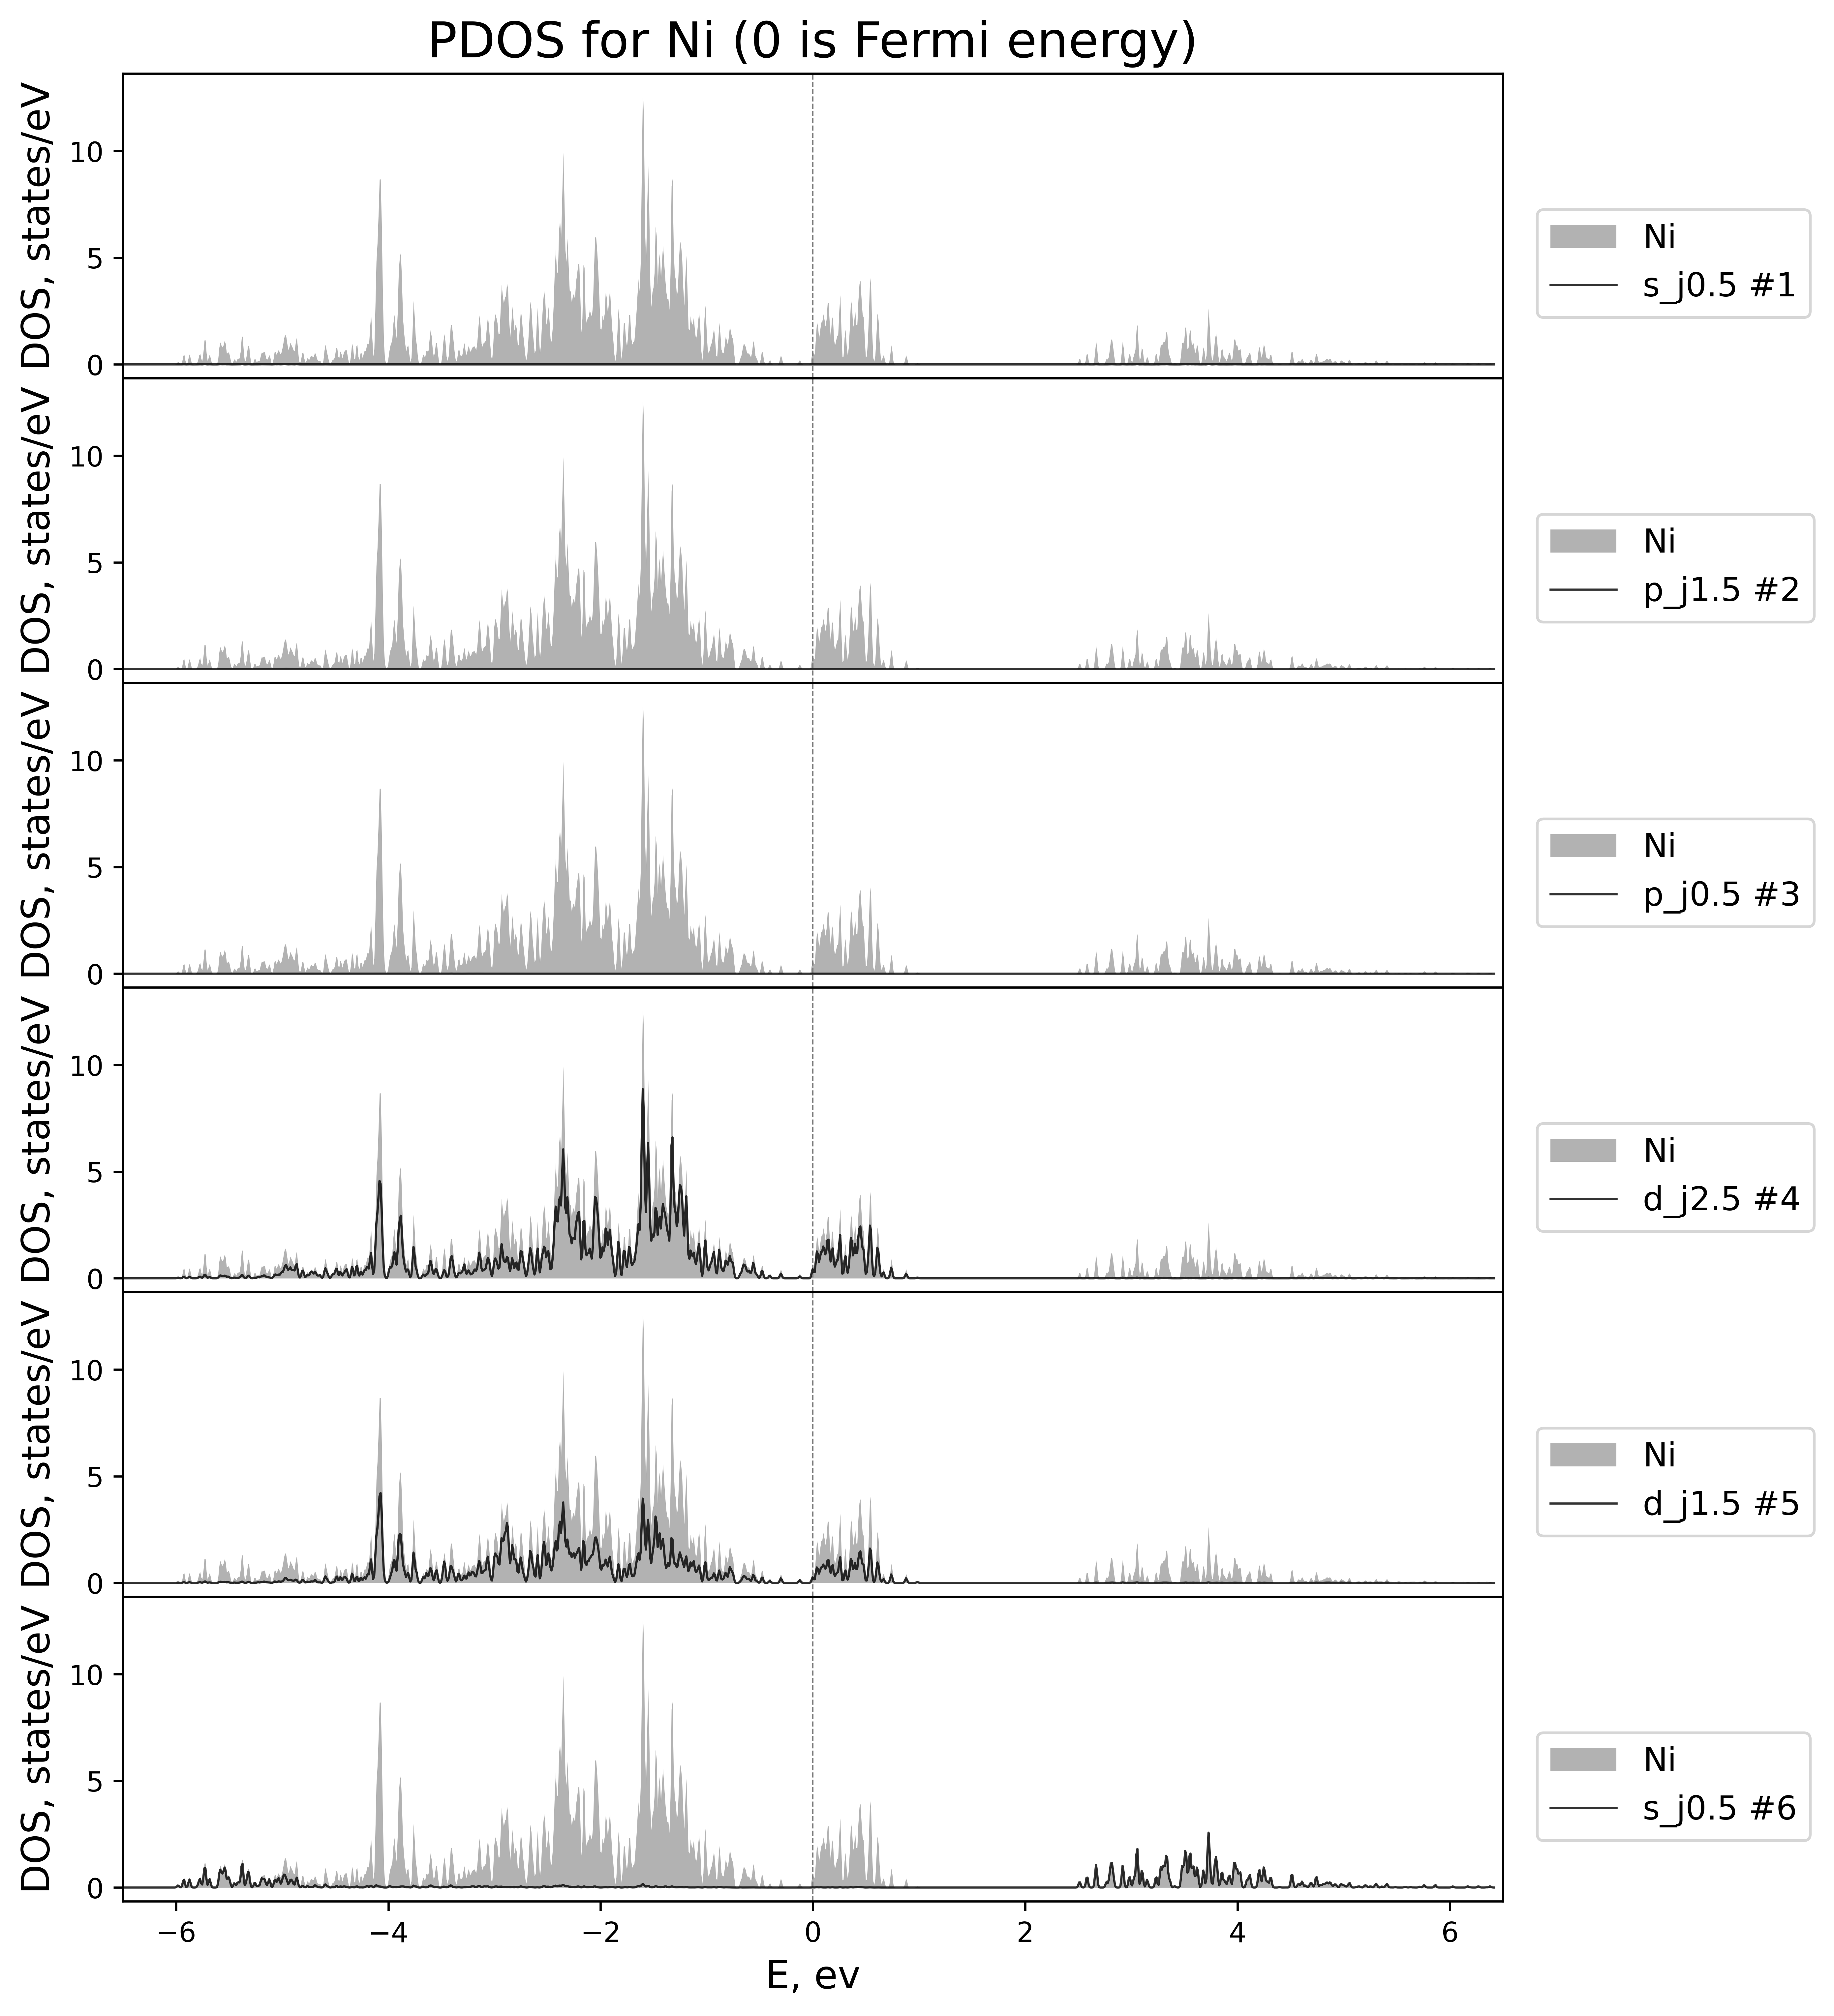 PDOS for Ni (0 is Fermi energy)
DOS, states/eV
10
5
0
Ni
s_j0.5 #1
DOS, states/eV
10
5
0
Ni
p_j1.5 #2
DOS, states/eV
10
5
0
Ni
p_j0.5 #3
DOS, states/eV
10
5
0
Ni
d_j2.5 #4
DOS, states/eV
10
5
0
Ni
d_j1.5 #5
DOS, states/eV
10
5
0
Ni
s_j0.5 #6
−6 −4 −2 0 2 4 6
E, ev